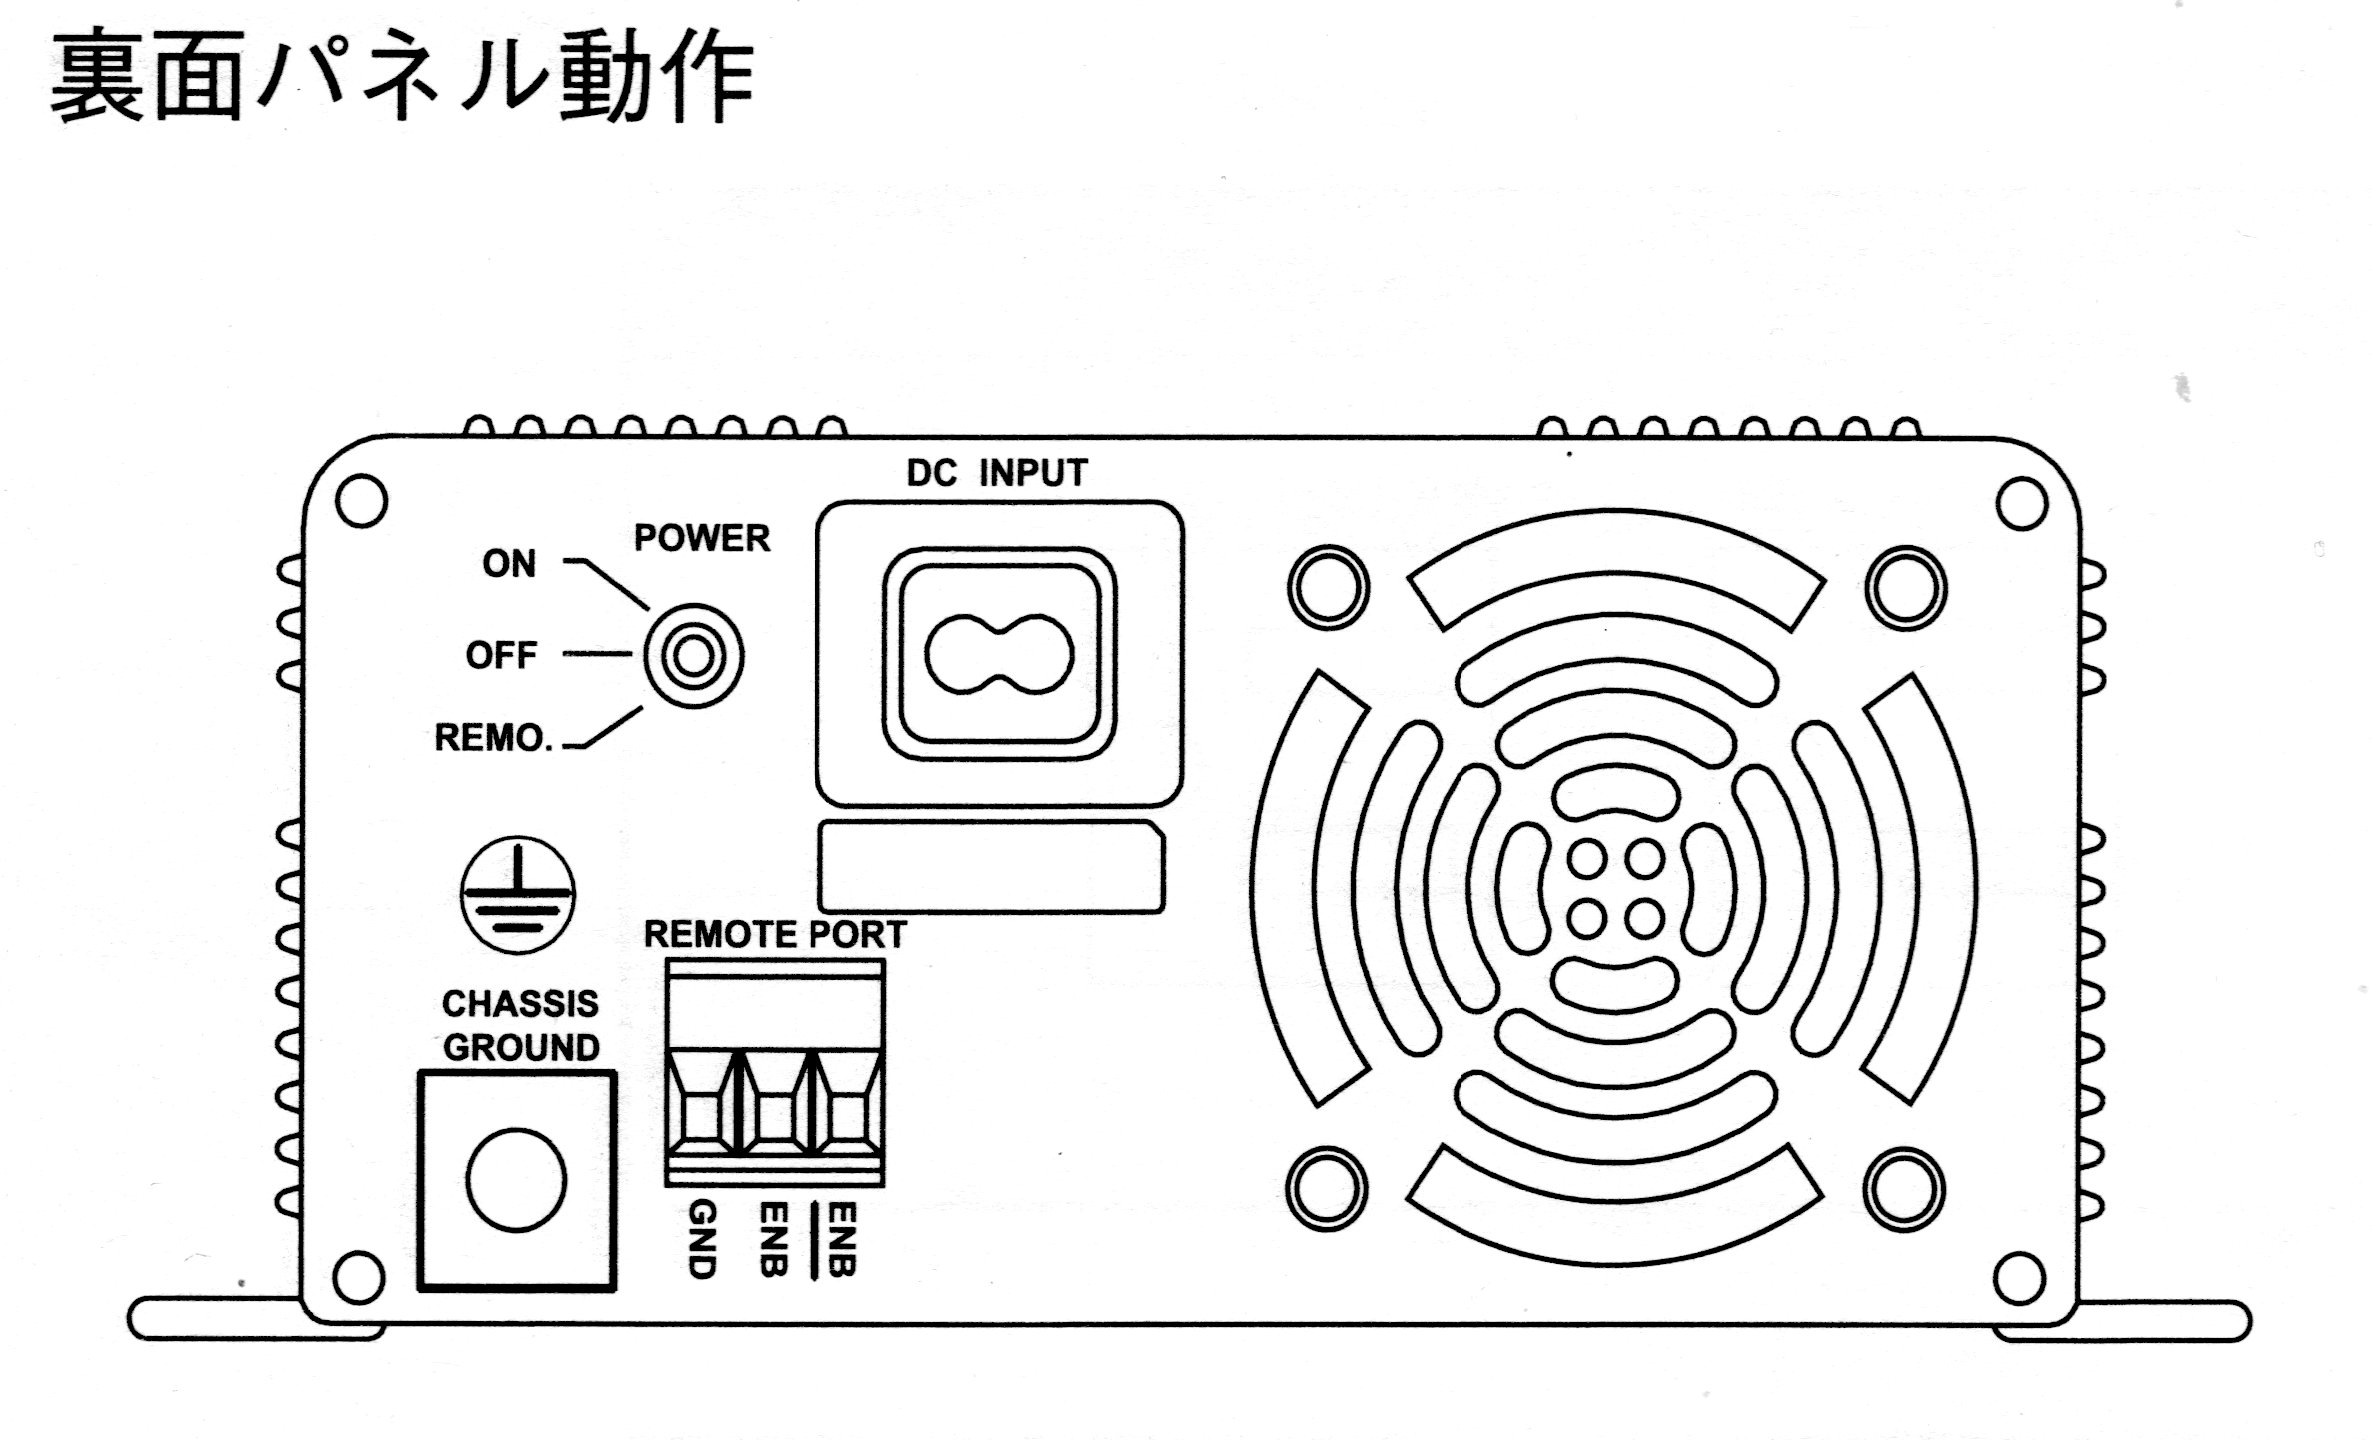 裏面パネル動作
DC INPUT
POWER
ON
OFF
REMO.
REMOTE PORT
CHASSIS
GROUND
GND
ENB
ENB